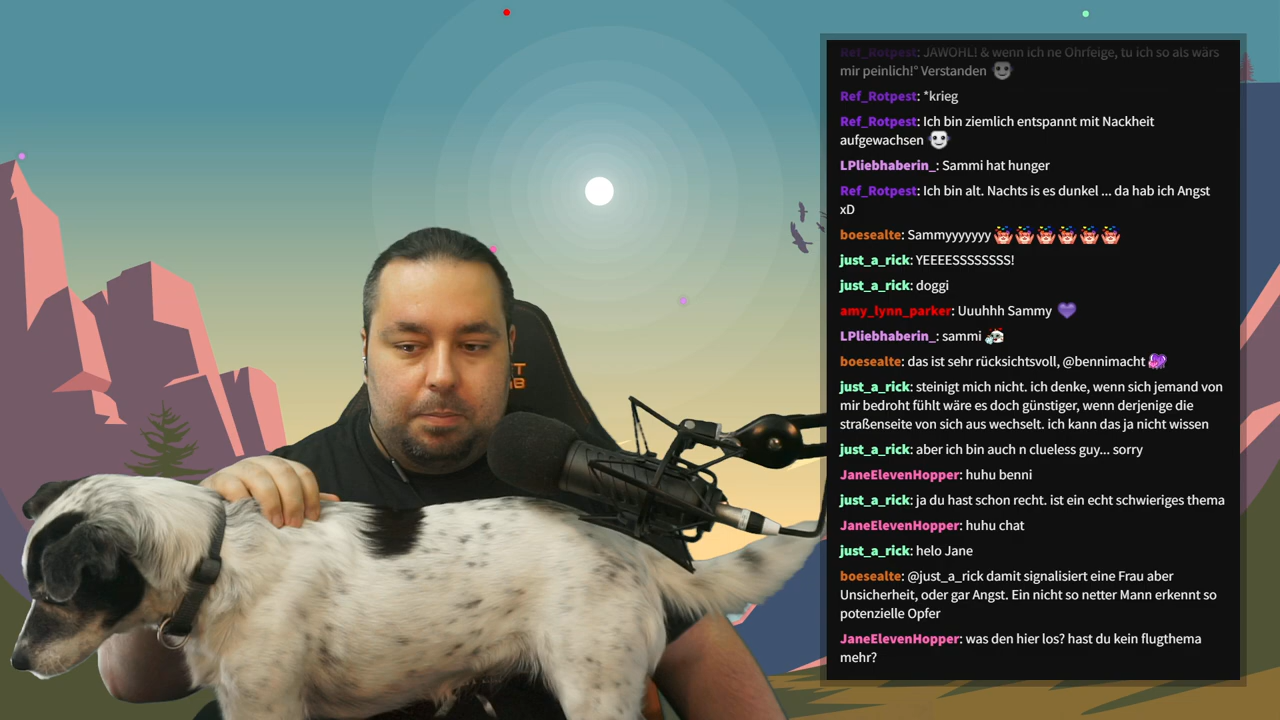 Ref_Rotpest: JAWOHL! & wenn ich ne Ohrfeige, tu ich so als wärs
mir peinlich!° Verstanden
Ref_Rotpest: *krieg
Ref_Rotpest: Ich bin ziemlich entspannt mit Nackheit
aufgewachsen
LPliebhaberin_: Sammi hat hunger
Ref_Rotpest: Ich bin alt. Nachts is es dunkel ... da hab ich Angst
xD
boesealte: Sammyyyyyyy
just_a_rick: YEEEESSSSSSSS!
just_a_rick: doggi
amy_lynn_parker: Uuuhhh Sammy
LPliebhaberin_: sammi
boesealte: das ist sehr rücksichtsvoll, @bennimacht
just_a_rick: steinigt mich nicht. ich denke, wenn sich jemand von
mir bedroht fühlt wäre es doch günstiger, wenn derjenige die
straßenseite von sich aus wechselt. ich kann das ja nicht wissen
just_a_rick: aber ich bin auch n clueless guy... sorry
JaneElevenHopper: huhu benni
just_a_rick: ja du hast schon recht. ist ein echt schwieriges thema
JaneElevenHopper: huhu chat
just_a_rick: helo Jane
boesealte: @just_a_rick damit signalisiert eine Frau aber
Unsicherheit, oder gar Angst. Ein nicht so netter Mann erkennt so
potenzielle Opfer
JaneElevenHopper: was den hier los? hast du kein flugthema
mehr?